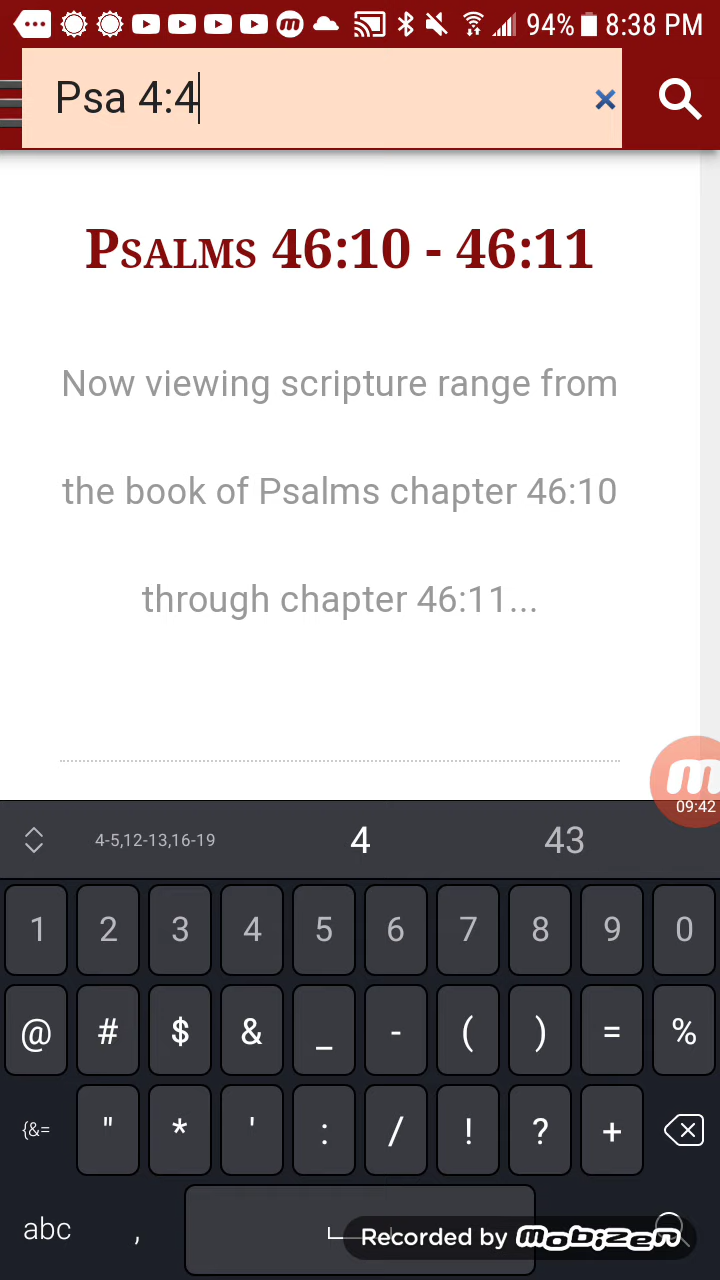 94% 8:38 PM
Psa 4:4
PSALMS 46:10 - 46:11
Now viewing scripture range from
the book of Psalms chapter 46:10
through chapter 46:11...
m
09:42
4-5,12-13,16-19 4 43
1 2 3 4 5 6 7 8 9 0
@ # $ & _ - ( ) = %
{&= " * ' : / ! ? +
abc ,
Recorded by mobizen